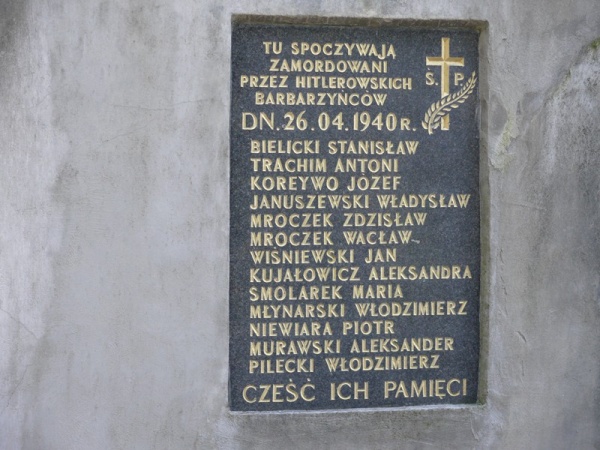 TU SPOCZYWAJĄ
ZAMORDOWANI
PRZEZ HITLEROWSKICH
BARBARZYŃCÓW
DN. 26.04.1940 R.
Ś. P.
BIELICKI STANISŁAW
TRACHIM ANTONI
KOREYWO JÓZEF
JANUSZEWSKI WŁADYSŁAW
MROCZEK ZDZISŁAW
MROCZEK WACŁAW
WIŚNIEWSKI JAN
KUJAŁOWICZ ALEKSANDRA
SMOLAREK MARIA
MŁYNARSKI WŁODZIMIERZ
NIEWIARA PIOTR
MURAWSKI ALEKSANDER
PILECKI WŁODZIMIERZ
CZEŚĆ ICH PAMIĘCI